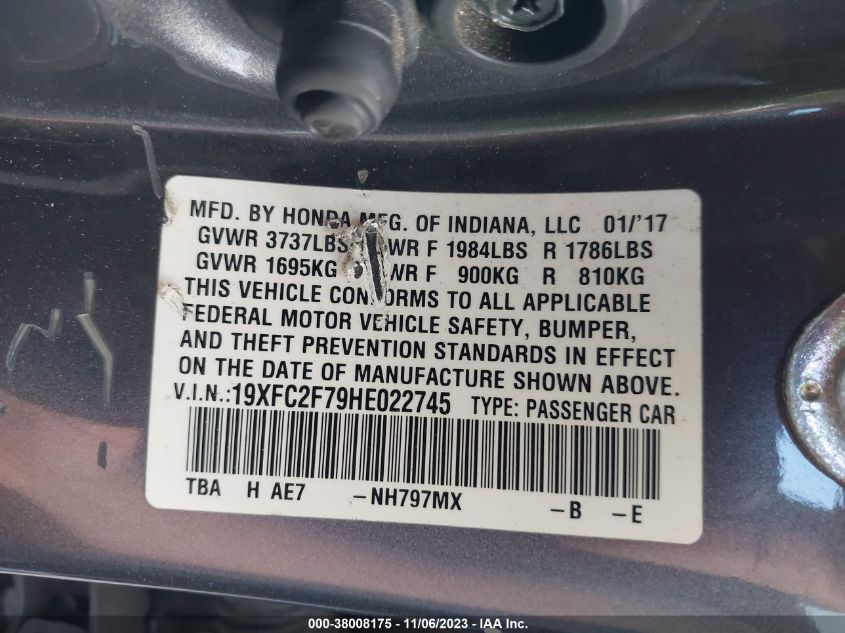 MFD. BY HONDA MFG. OF INDIANA, LLC 01/'17
GVWR 3737LBS WR F 1984LBS R 1786LBS
GVWR 1695KG WR F 900KG R 810KG
THIS VEHICLE CONFORMS TO ALL APPLICABLE
FEDERAL MOTOR VEHICLE SAFETY, BUMPER,
AND THEFT PREVENTION STANDARDS IN EFFECT
ON THE DATE OF MANUFACTURE SHOWN ABOVE.
V.I.N.:19XFC2F79HE022745 TYPE: PASSENGER CAR
TBA H AE7 -NH797MX -B -E
000-38008175 - 11/06/2023 - IAA Inc.